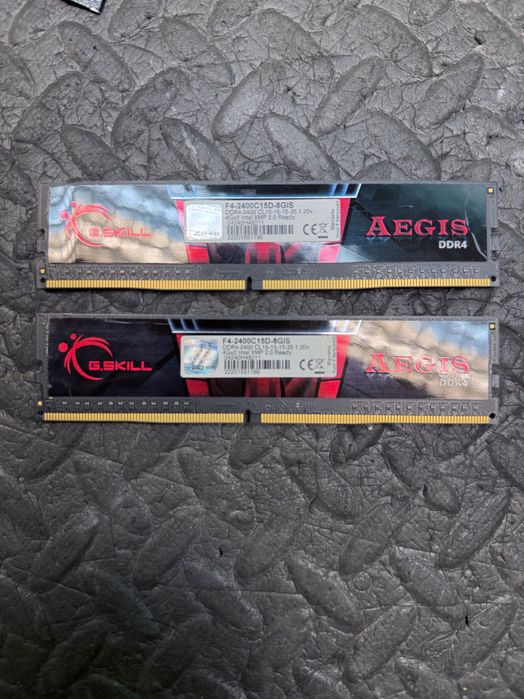 G.SKILL
F4-2400C15D-8GIS
DDR4-2400 CL15-15-15-35 1.20v
4Gx2 Intel XMP 2.0 Ready
CE
AEGIS
DDR4
G.SKILL
F4-2400C15D-8GIS
DDR4-2400 CL15-15-15-35 1.20v
4Gx2 Intel XMP 2.0 Ready
CE
AEGIS
DDR4